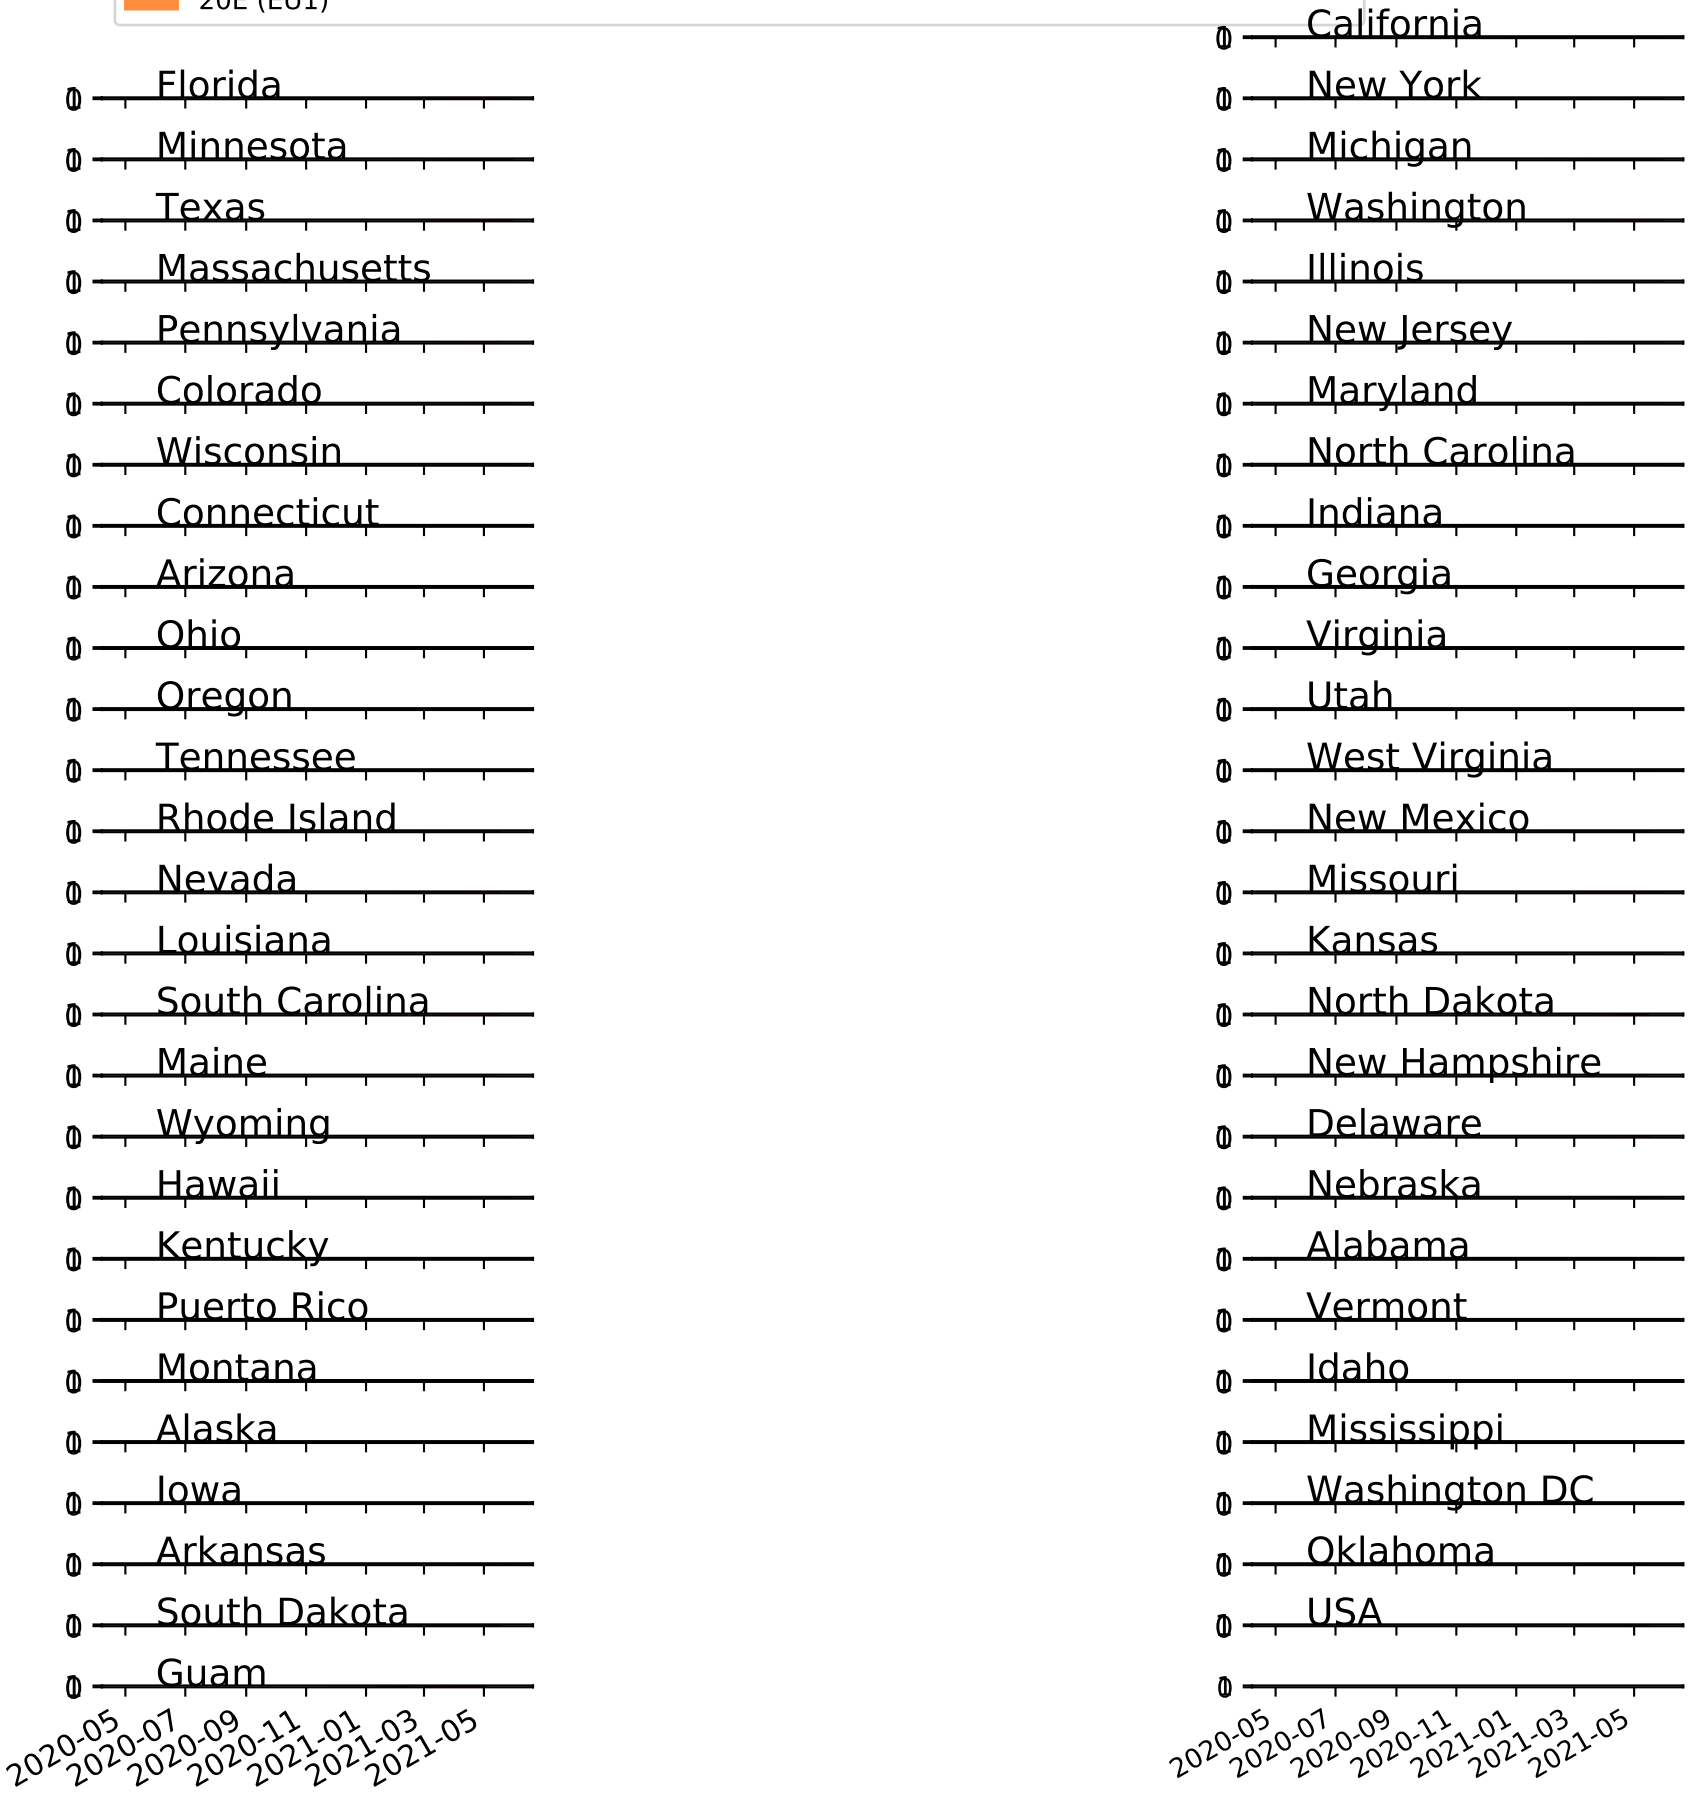 20E (EU1)
California
Florida
New York
Minnesota
Michigan
Texas
Washington
Massachusetts
Illinois
Pennsylvania
New Jersey
Colorado
Maryland
Wisconsin
North Carolina
Connecticut
Indiana
Arizona
Georgia
Ohio
Virginia
Oregon
Utah
Tennessee
West Virginia
Rhode Island
New Mexico
Nevada
Missouri
Louisiana
Kansas
South Carolina
North Dakota
Maine
New Hampshire
Wyoming
Delaware
Hawaii
Nebraska
Kentucky
Alabama
Puerto Rico
Vermont
Montana
Idaho
Alaska
Mississippi
Iowa
Washington DC
Arkansas
Oklahoma
South Dakota
USA
Guam
2020-05 2020-07 2020-09 2020-11 2021-01 2021-03 2021-05
2020-05 2020-07 2020-09 2020-11 2021-01 2021-03 2021-05